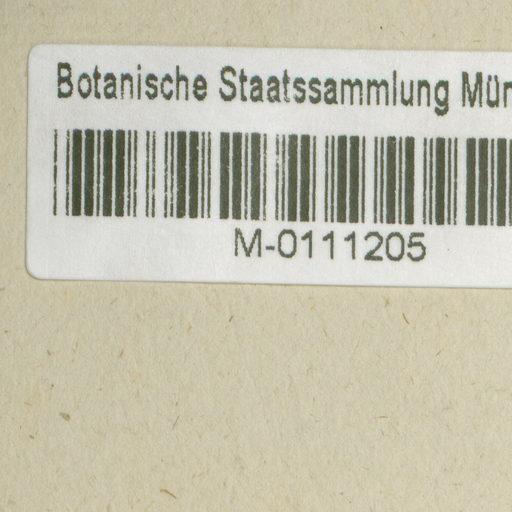 Botanische Staatssammlung Mün
M-0111205